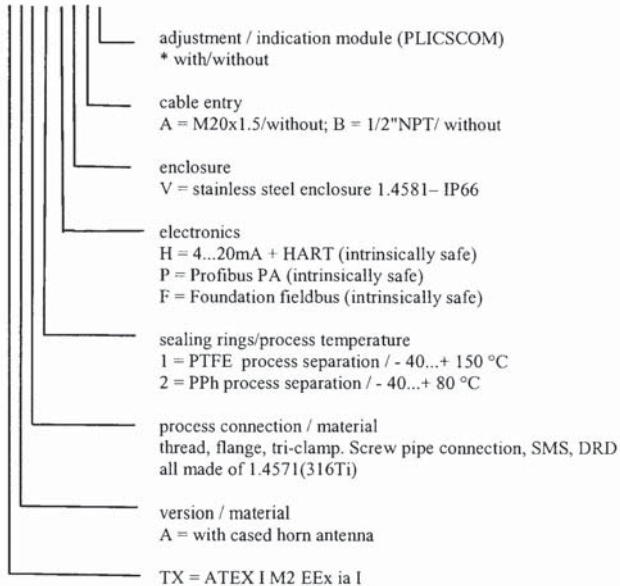 adjustment / indication module (PLICSCOM)
* with/without
cable entry
A = M20x1.5/without; B = 1/2"NPT/ without
enclosure
V = stainless steel enclosure 1.4581– IP66
electronics
H = 4...20mA + HART (intrinsically safe)
P = Profibus PA (intrinsically safe)
F = Foundation fieldbus (intrinsically safe)
sealing rings/process temperature
1 = PTFE process separation / - 40...+ 150 °C
2 = PPh process separation / - 40...+ 80 °C
process connection / material
thread, flange, tri-clamp. Screw pipe connection, SMS, DRD
all made of 1.4571(316Ti)
version / material
A = with cased horn antenna
TX = ATEX I M2 EEx ia I